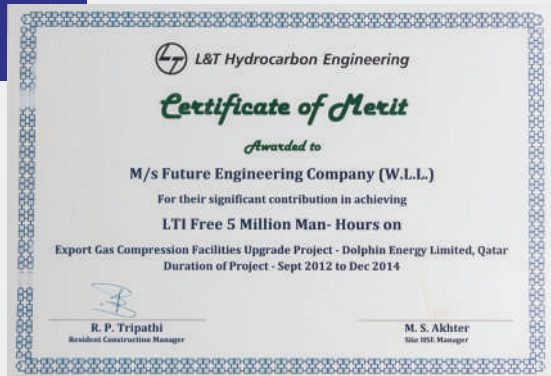 LT L&T Hydrocarbon Engineering
Certificate of Merit
Awarded to
M/s Future Engineering Company (W.L.L.)
For their significant contribution in achieving
LTI Free 5 Million Man- Hours on
Export Gas Compression Facilities Upgrade Project - Dolphin Energy Limited, Qatar
Duration of Project - Sept 2012 to Dec 2014
R. P. Tripathi
Resident Construction Manager
M. S. Akhter
Site HSE Manager